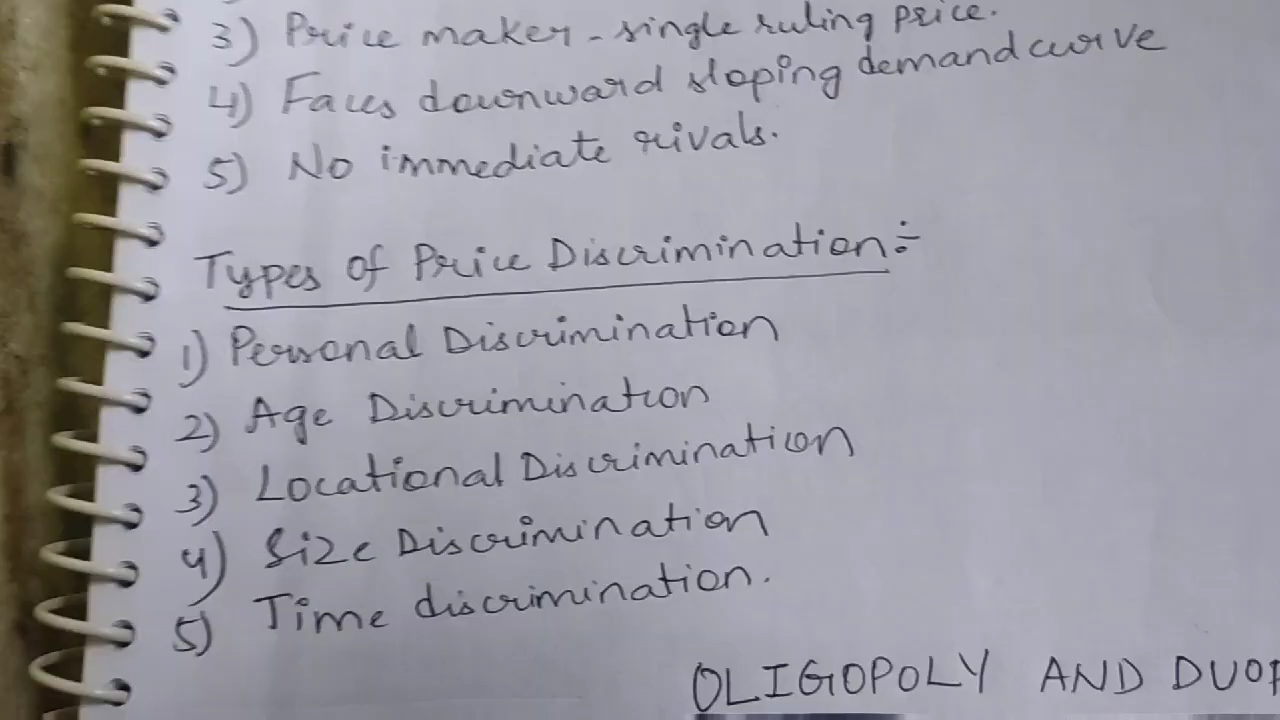 3) Price maker - single ruling price.
4) Faces downward sloping demand curve
5) No immediate rivals.
Types of Price Discrimination:-
1) Personal Discrimination
2) Age Discrimination
3) Locational Discrimination
4) Size Discrimination
5) Time discrimination.
OLIGOPOLY AND DUOP